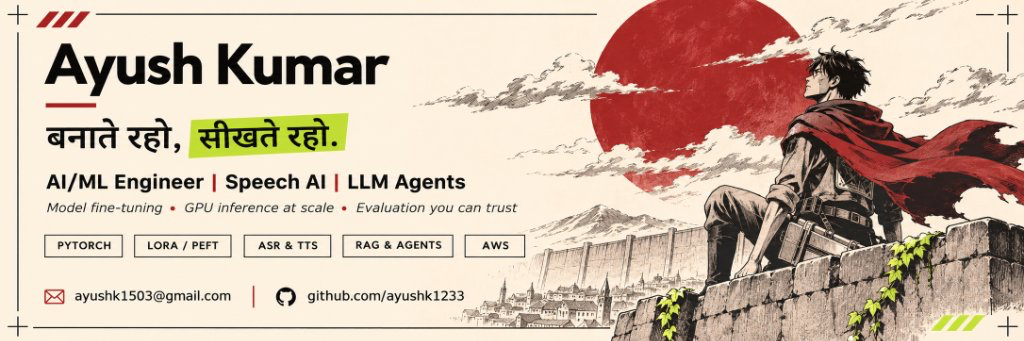 Ayush Kumar
बनाते रहो, सीखते रहो.
AI/ML Engineer | Speech AI | LLM Agents
Model fine-tuning • GPU inference at scale • Evaluation you can trust
PYTORCH LORA / PEFT ASR & TTS RAG & AGENTS AWS
ayushk1503@gmail.com | github.com/ayushk1233